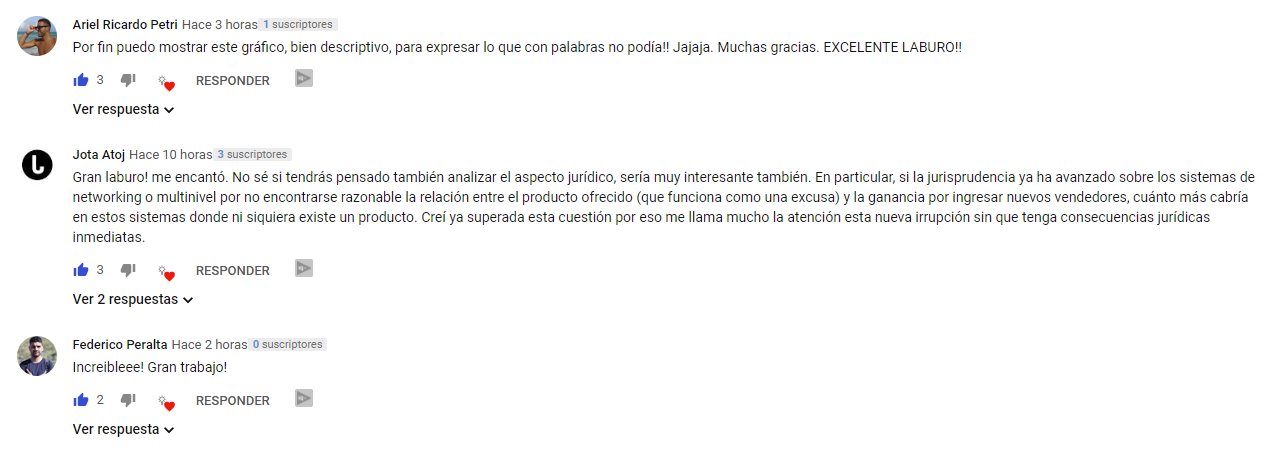 Ariel Ricardo Petri Hace 3 horas 1 suscriptores
Por fin puedo mostrar este gráfico, bien descriptivo, para expresar lo que con palabras no podía!! Jajaja. Muchas gracias. EXCELENTE LABURO!!
3 RESPONDER
Ver respuesta
Jota Atoj Hace 10 horas 3 suscriptores
Gran laburo! me encantó. No sé si tendrás pensado también analizar el aspecto jurídico, sería muy interesante también. En particular, si la jurisprudencia ya ha avanzado sobre los sistemas de
networking o multinivel por no encontrarse razonable la relación entre el producto ofrecido (que funciona como una excusa) y la ganancia por ingresar nuevos vendedores, cuánto más cabría
en estos sistemas donde ni siquiera existe un producto. Creí ya superada esta cuestión por eso me llama mucho la atención esta nueva irrupción sin que tenga consecuencias jurídicas
inmediatas.
3 RESPONDER
Ver 2 respuestas
Federico Peralta Hace 2 horas 0 suscriptores
Increibleee! Gran trabajo!
2 RESPONDER
Ver respuesta